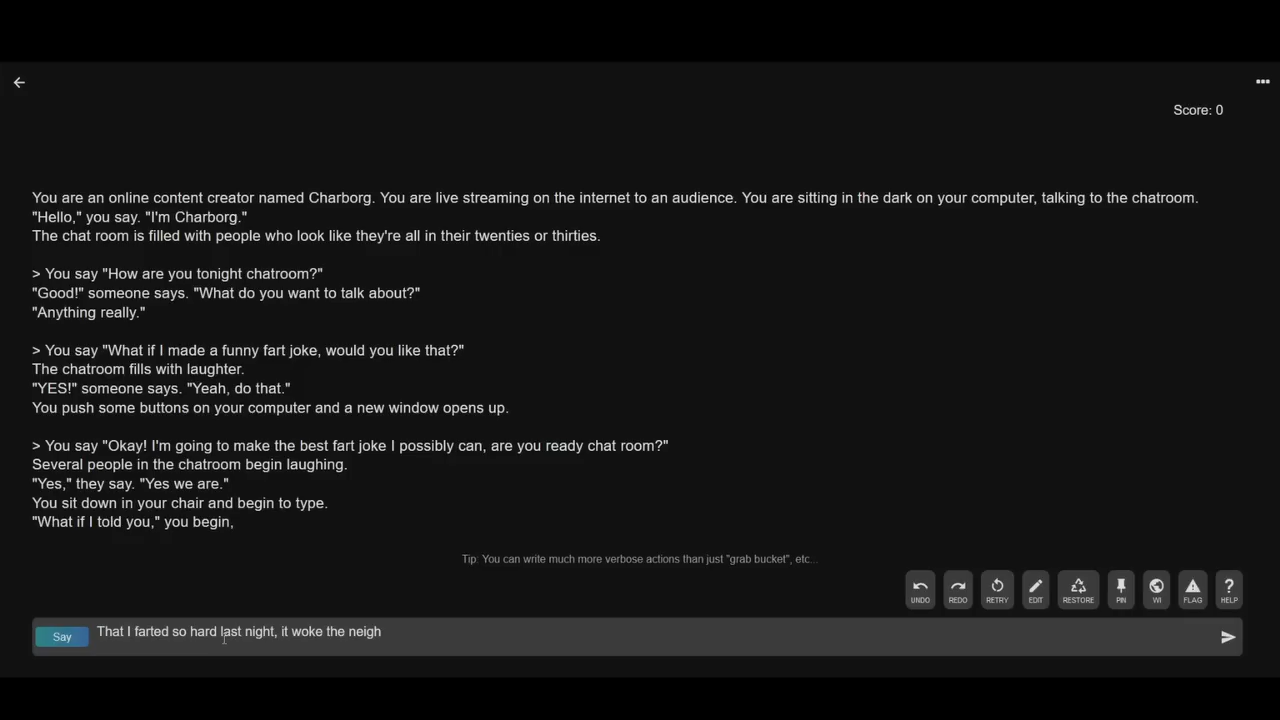 Score: 0
You are an online content creator named Charborg. You are live streaming on the internet to an audience. You are sitting in the dark on your computer, talking to the chatroom.
"Hello," you say. "I'm Charborg."
The chat room is filled with people who look like they're all in their twenties or thirties.
> You say "How are you tonight chatroom?"
"Good!" someone says. "What do you want to talk about?"
"Anything really."
> You say "What if I made a funny fart joke, would you like that?"
The chatroom fills with laughter.
"YES!" someone says. "Yeah, do that."
You push some buttons on your computer and a new window opens up.
> You say "Okay! I'm going to make the best fart joke I possibly can, are you ready chat room?"
Several people in the chatroom begin laughing.
"Yes," they say. "Yes we are."
You sit down in your chair and begin to type.
"What if I told you," you begin,
Tip: You can write much more verbose actions than just "grab bucket", etc...
UNDO REDO RETRY EDIT RESTORE PIN WI FLAG HELP
Say That I farted so hard last night, it woke the neigh